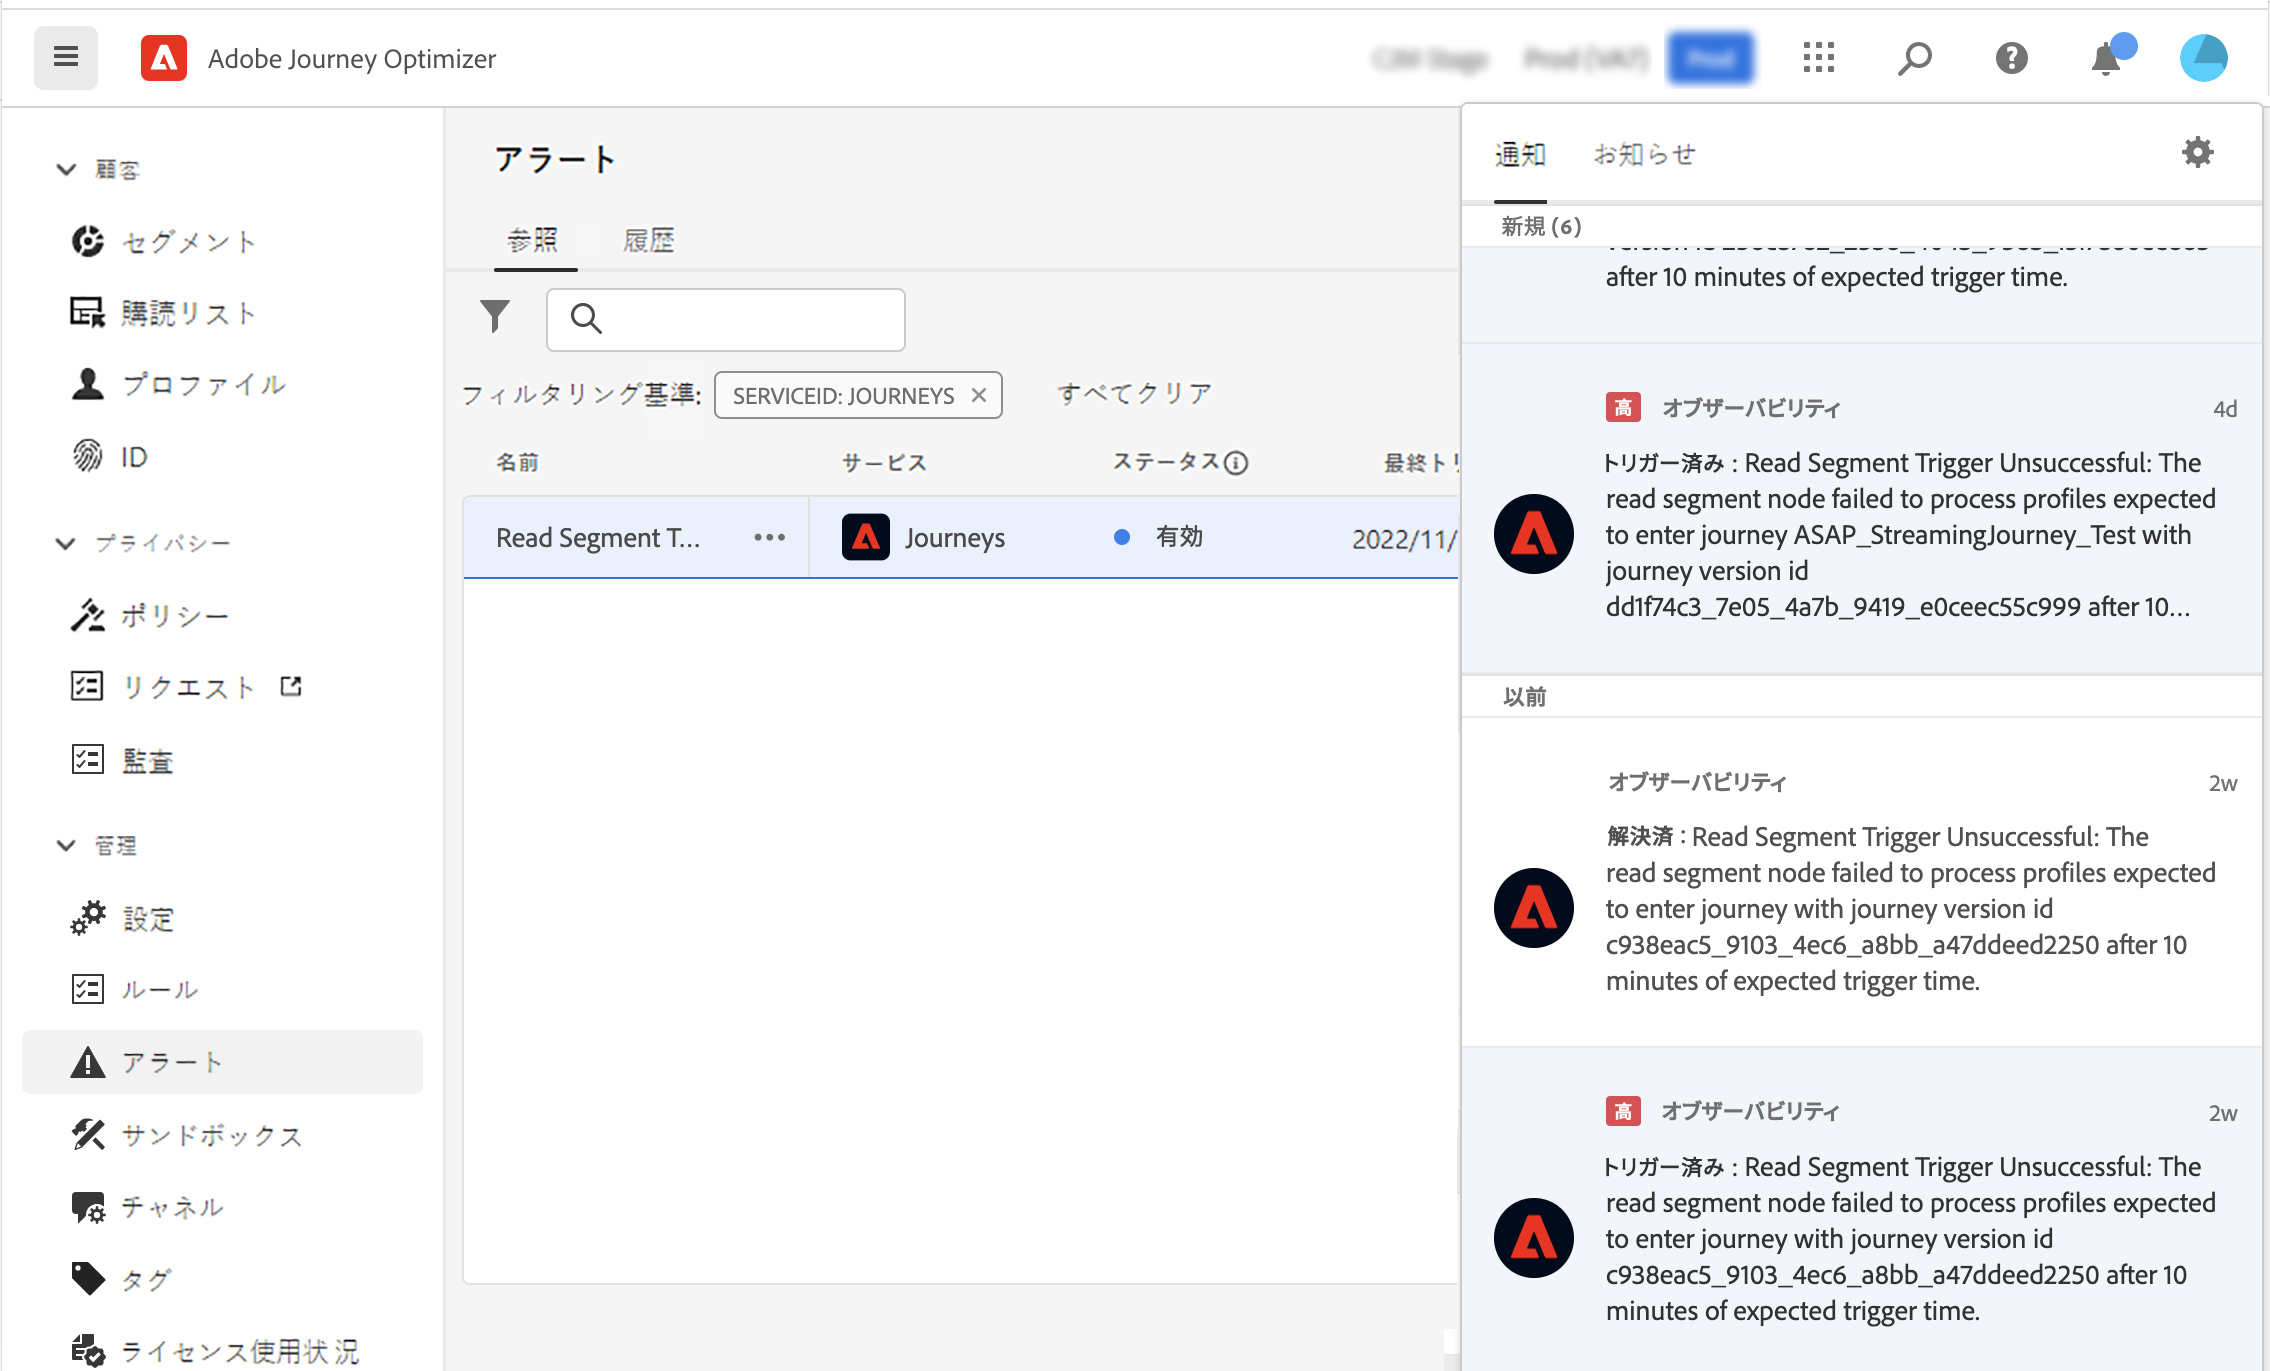 Adobe Journey Optimizer
Prod (VA7)
Prod
顧客
セグメント
購読リスト
プロファイル
ID
プライバシー
ポリシー
リクエスト
監査
管理
設定
ルール
アラート
サンドボックス
チャネル
タグ
ライセンス使用状 況
アラート
参照
履歴
フィルタリング基準:
SERVICEID: JOURNEYS
すべてクリア
名前
サービス
ステータス
最終トリ
Read Segment T...
Journeys
有効
2022/11/
通知
お知らせ
新規 (6)
after 10 minutes of expected trigger time.
高 オブザーバビリティ 4d
トリガー済み : Read Segment Trigger Unsuccessful: The
read segment node failed to process profiles expected
to enter journey ASAP_StreamingJourney_Test with
journey version id
dd1f74c3_7e05_4a7b_9419_e0ceec55c999 after 10...
以前
オブザーバビリティ 2w
解決済 : Read Segment Trigger Unsuccessful: The
read segment node failed to process profiles expected
to enter journey with journey version id
c938eac5_9103_4ec6_a8bb_a47ddeed2250 after 10
minutes of expected trigger time.
高 オブザーバビリティ 2w
トリガー済み : Read Segment Trigger Unsuccessful: The
read segment node failed to process profiles expected
to enter journey with journey version id
c938eac5_9103_4ec6_a8bb_a47ddeed2250 after 10
minutes of expected trigger time.